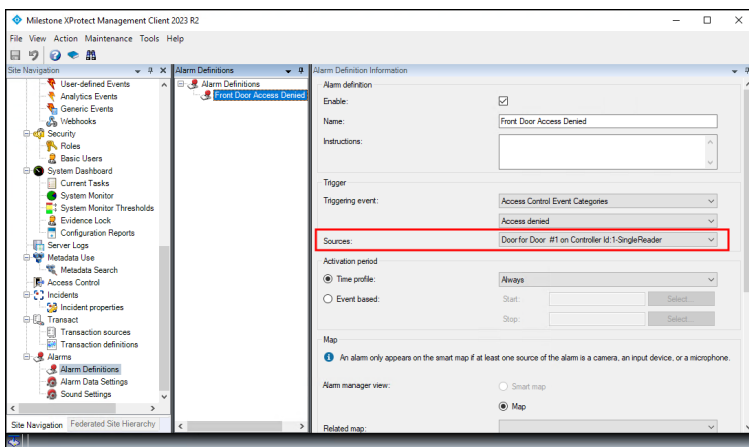 Milestone XProtect Management Client 2023 R2
File View Action Maintenance Tools Help
Site Navigation
User-defined Events
Analytics Events
Generic Events
Webhooks
Security
Roles
Basic Users
System Dashboard
Current Tasks
System Monitor
System Monitor Thresholds
Evidence Lock
Configuration Reports
Server Logs
Metadata Use
Metadata Search
Access Control
Incidents
Incident properties
Transact
Transaction sources
Transaction definitions
Alarms
Alarm Definitions
Alarm Data Settings
Sound Settings
Site Navigation Federated Site Hierarchy
Alarm Definitions
Alarm Definitions
Front Door Access Denied
Alarm Definition Information
Alarm definition
Enable:
Name: Front Door Access Denied
Instructions:
Trigger
Triggering event: Access Control Event Categories
Access denied
Sources: Door for Door #1 on Controller Id:1-SingleReader
Activation period
Time profile: Always
Event based: Start: Select...
Stop: Select...
Map
An alarm only appears on the smart map if at least one source of the alarm is a camera, an input device, or a microphone.
Alarm manager view: Smart map
Map
Related map: